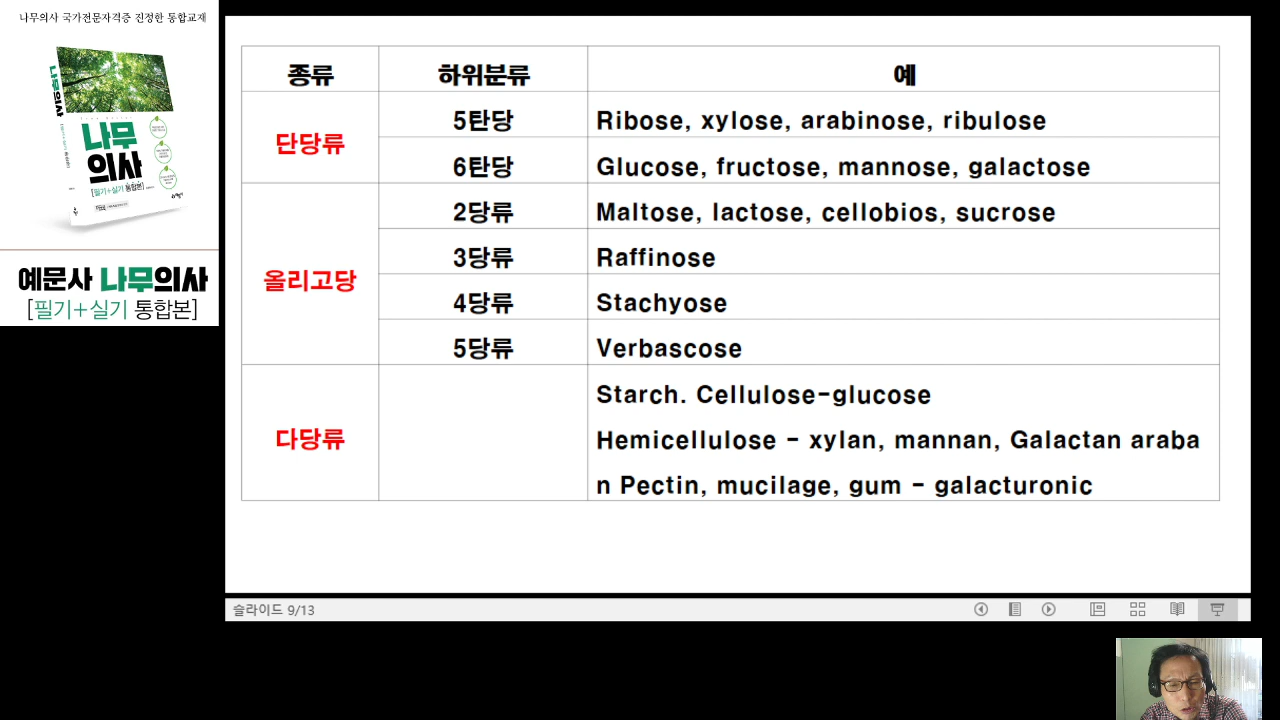 나무의사 국가전문자격증 진정한 통합교재
나무의사
나무
의사
[필기+실기 통합본]
예문사 나무의사
[필기+실기 통합본]
종류 하위분류 예
단당류 5탄당 Ribose, xylose, arabinose, ribulose
6탄당 Glucose, fructose, mannose, galactose
올리고당 2당류 Maltose, lactose, cellobios, sucrose
3당류 Raffinose
4당류 Stachyose
5당류 Verbascose
다당류 Starch. Cellulose-glucose
Hemicellulose - xylan, mannan, Galactan araba
n Pectin, mucilage, gum - galacturonic
슬라이드 9/13